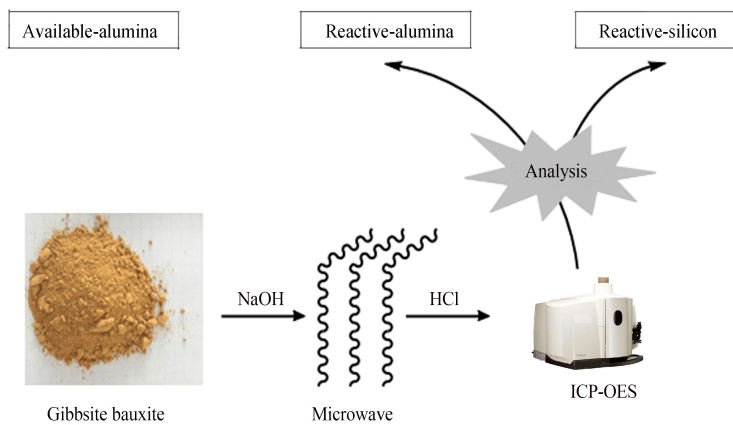 Available-alumina
Reactive-alumina
Reactive-silicon
Analysis
NaOH
HCl
Gibbsite bauxite
Microwave
ICP-OES